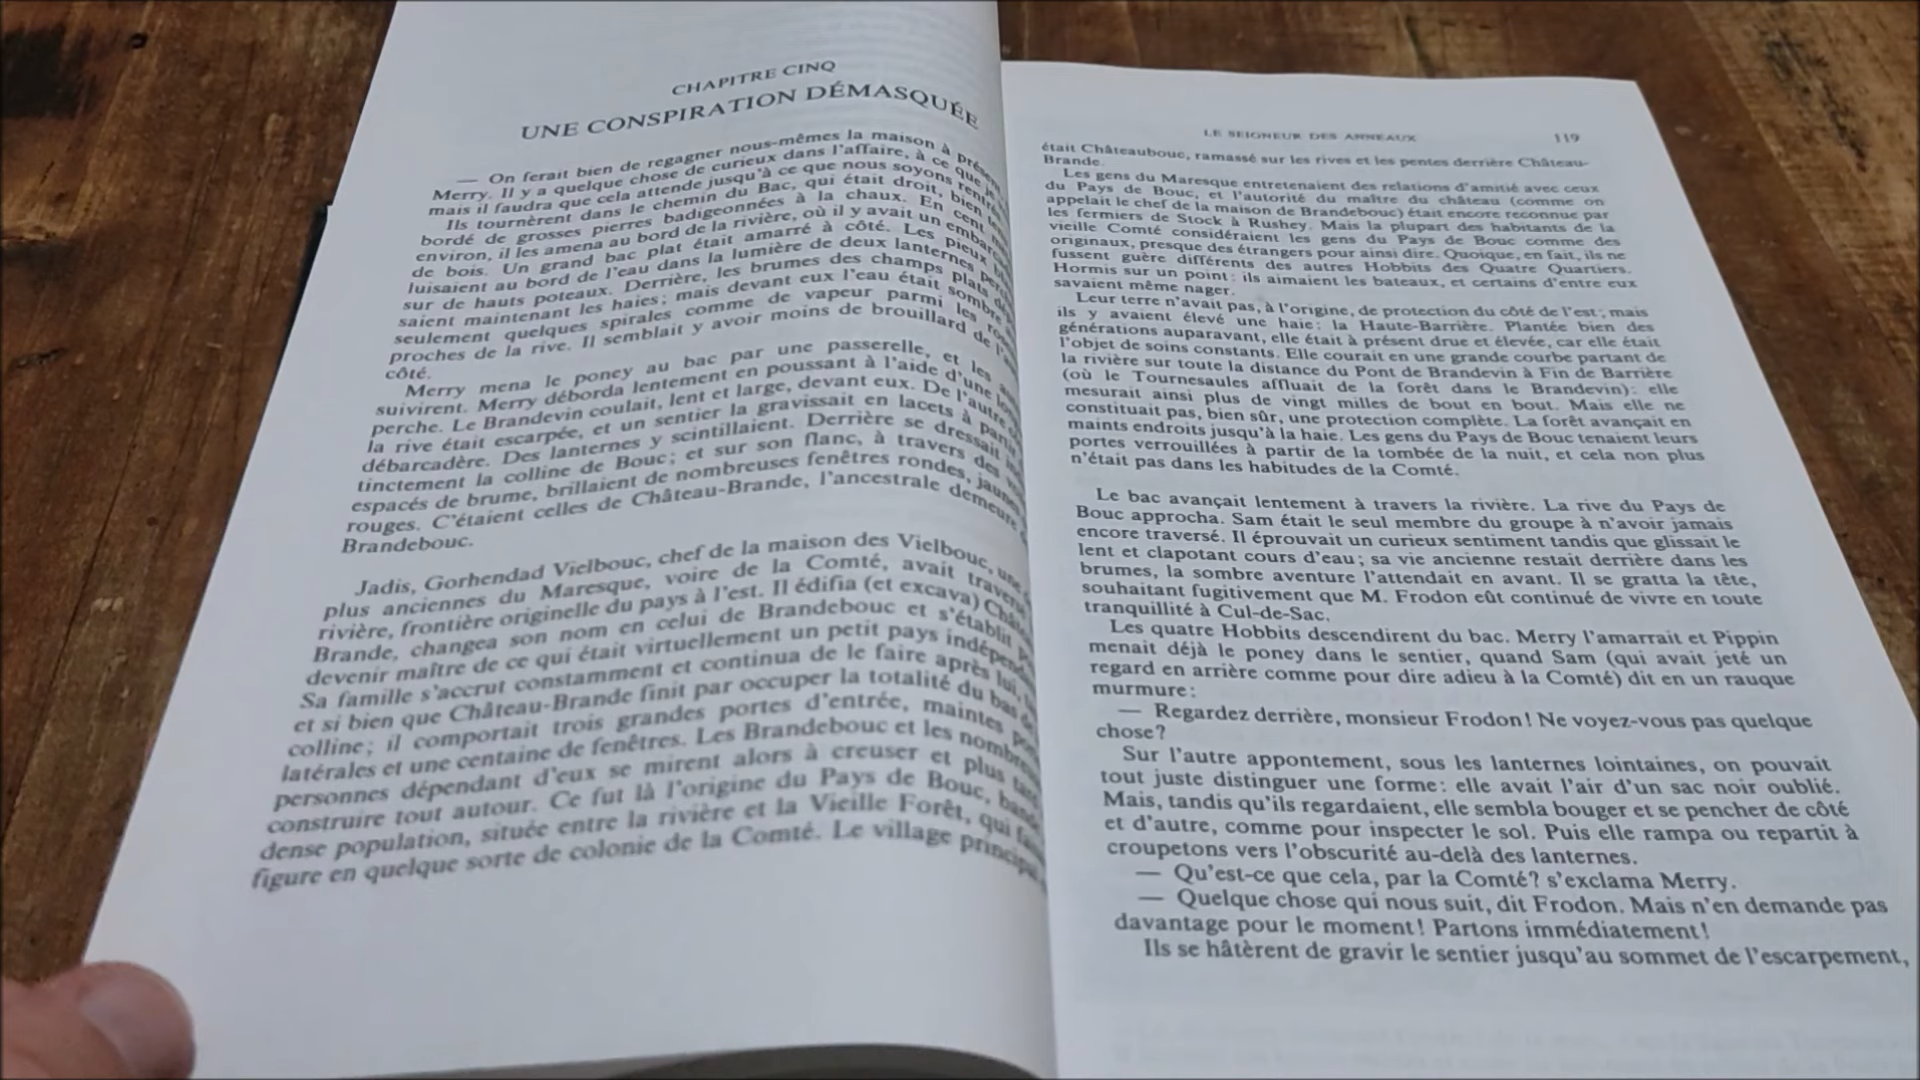 CHAPITRE CINQ
UNE CONSPIRATION DÉMASQUÉE
— On ferait bien de regagner nous-mêmes la maison à
Merry. Il y a quelque chose de curieux dans l'affaire, à ce que
mais il faudra que cela attende jusqu'à ce que nous soyons
Ils tournèrent dans le chemin du Bac, qui était droit, bien
bordé de grosses pierres badigeonnées à la chaux. En cent
environ, il les amena au bord de la rivière, où il y avait un
de bois. Un grand bac plat était amarré à côté. Les pieux
luisaient au bord de l'eau dans la lumière de deux lanternes
sur de hauts poteaux. Derrière, les brumes des champs plats
saient maintenant les haies; mais devant eux l'eau était sombre
seulement quelques spirales comme de vapeur parmi les
proches de la rive. Il semblait y avoir moins de brouillard de
côté.
Merry mena le poney au bac par une passerelle, et les
suivirent. Merry déborda lentement en poussant à l'aide d'une
perche. Le Brandevin coulait, lent et large, devant eux. De l'autre
la rive était escarpée, et un sentier la gravissait en lacets à
débarcadère. Des lanternes y scintillaient. Derrière se dressait
tinctement la colline de Bouc; et sur son flanc, à travers des
espacés de brume, brillaient de nombreuses fenêtres rondes,
rouges. C'étaient celles de Château-Brande, l'ancestrale demeure
Brandebouc.
Jadis, Gorhendad Vielbouc, chef de la maison des Vielbouc, une
plus anciennes du Maresque, voire de la Comté, avait
rivière, frontière originelle du pays à l'est. Il édifia (et excava)
Brande, changea son nom en celui de Brandebouc et s'établit
devenir maître de ce qui était virtuellement un petit pays
Sa famille s'accrut constamment et continua de le faire après lui,
et si bien que Château-Brande finit par occuper la totalité du bas
colline; il comportait trois grandes portes d'entrée, maintes
latérales et une centaine de fenêtres. Les Brandebouc et les
personnes dépendant d'eux se mirent alors à creuser et plus
construire tout autour. Ce fut là l'origine du Pays de Bouc,
dense population, située entre la rivière et la Vieille Forêt, qui
figure en quelque sorte de colonie de la Comté. Le village principal
LE SEIGNEUR DES ANNEAUX 119
était Châteaubouc, ramassé sur les rives et les pentes derrière Château-
Brande.
Les gens du Maresque entretenaient des relations d'amitié avec ceux
du Pays de Bouc, et l'autorité du maître du château (comme on
appelait le chef de la maison de Brandebouc) était encore reconnue par
les fermiers de Stock à Rushey. Mais la plupart des habitants de la
vieille Comté considéraient les gens du Pays de Bouc comme des
originaux, presque des étrangers pour ainsi dire. Quoique, en fait, ils ne
fussent guère différents des autres Hobbits des Quatre Quartiers.
Hormis sur un point: ils aimaient les bateaux, et certains d'entre eux
savaient même nager.
Leur terre n'avait pas, à l'origine, de protection du côté de l'est; mais
ils y avaient élevé une haie: la Haute-Barrière. Plantée bien des
générations auparavant, elle était à présent drue et élevée, car elle était
l'objet de soins constants. Elle courait en une grande courbe partant de
la rivière sur toute la distance du Pont de Brandevin à Fin de Barrière
(où le Tournesaules affluait de la forêt dans le Brandevin): elle
mesurait ainsi plus de vingt milles de bout en bout. Mais elle ne
constituait pas, bien sûr, une protection complète. La forêt avançait en
maints endroits jusqu'à la haie. Les gens du Pays de Bouc tenaient leurs
portes verrouillées à partir de la tombée de la nuit, et cela non plus
n'était pas dans les habitudes de la Comté.
Le bac avançait lentement à travers la rivière. La rive du Pays de
Bouc approcha. Sam était le seul membre du groupe à n'avoir jamais
encore traversé. Il éprouvait un curieux sentiment tandis que glissait le
lent et clapotant cours d'eau; sa vie ancienne restait derrière dans les
brumes, la sombre aventure l'attendait en avant. Il se gratta la tête,
souhaitant fugitivement que M. Frodon eût continué de vivre en toute
tranquillité à Cul-de-Sac.
Les quatre Hobbits descendirent du bac. Merry l'amarrait et Pippin
menait déjà le poney dans le sentier, quand Sam (qui avait jeté un
regard en arrière comme pour dire adieu à la Comté) dit en un rauque
murmure:
— Regardez derrière, monsieur Frodon! Ne voyez-vous pas quelque
chose?
Sur l'autre appontement, sous les lanternes lointaines, on pouvait
tout juste distinguer une forme: elle avait l'air d'un sac noir oublié.
Mais, tandis qu'ils regardaient, elle sembla bouger et se pencher de côté
et d'autre, comme pour inspecter le sol. Puis elle rampa ou repartit à
croupetons vers l'obscurité au-delà des lanternes.
— Qu'est-ce que cela, par la Comté? s'exclama Merry.
— Quelque chose qui nous suit, dit Frodon. Mais n'en demande pas
davantage pour le moment! Partons immédiatement!
Ils se hâtèrent de gravir le sentier jusqu'au sommet de l'escarpement,